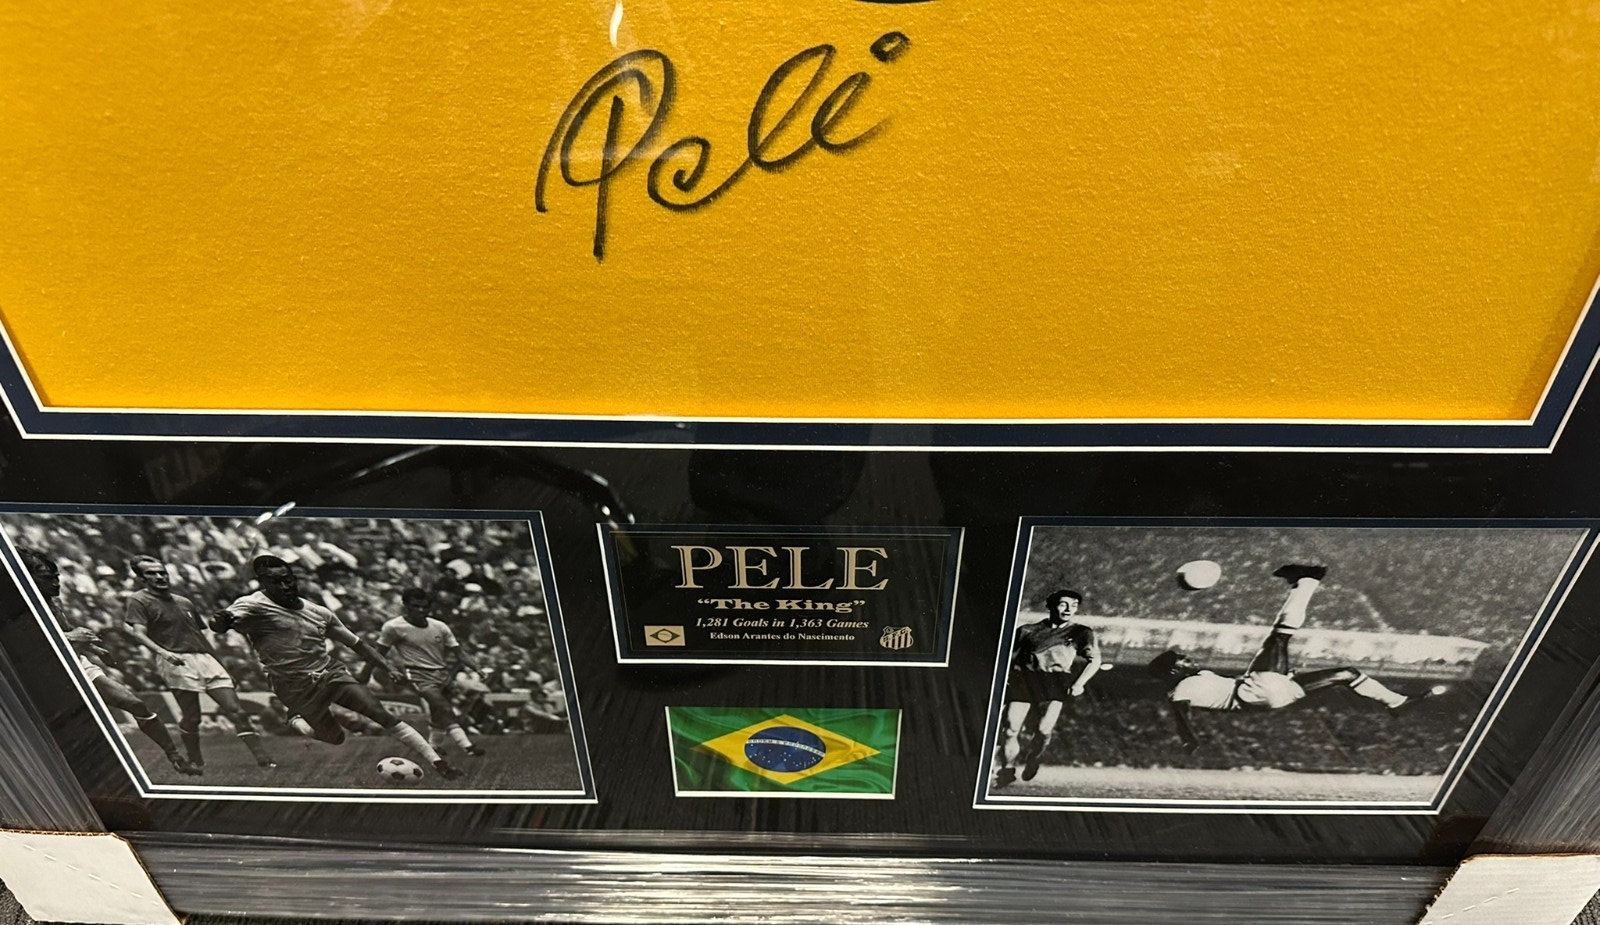 Pelé
PELE
“The King”
1,281 Goals in 1,363 Games
Edson Arantes do Nascimento